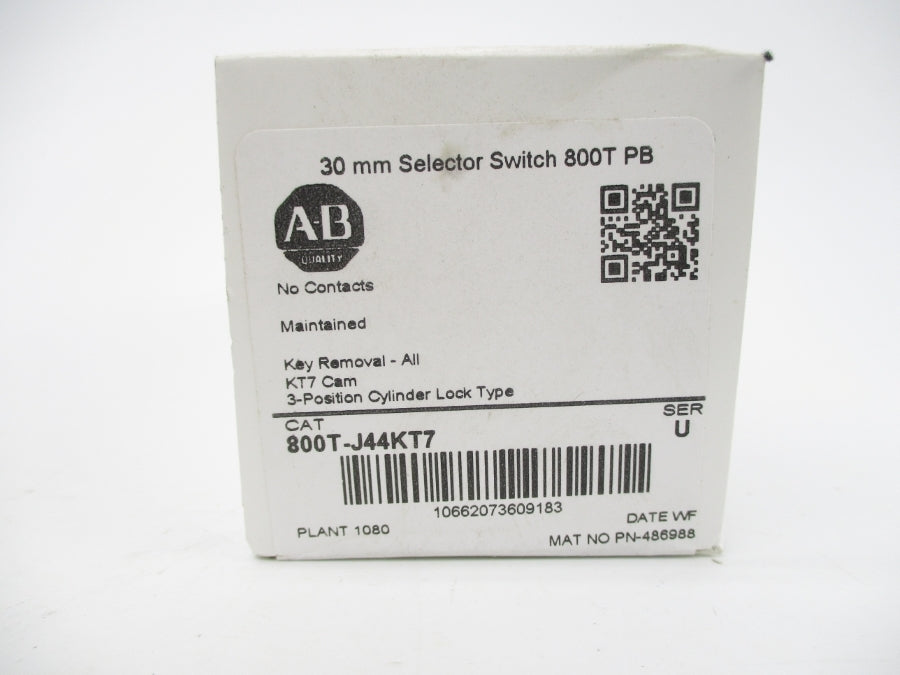 30 mm Selector Switch 800T PB
A-B
QUALITY
No Contacts
Maintained
Key Removal - All
KT7 Cam
3-Position Cylinder Lock Type
CAT
SER
800T-J44KT7
U
10662073609183
PLANT 1080
DATE WF
MAT NO PN-486988